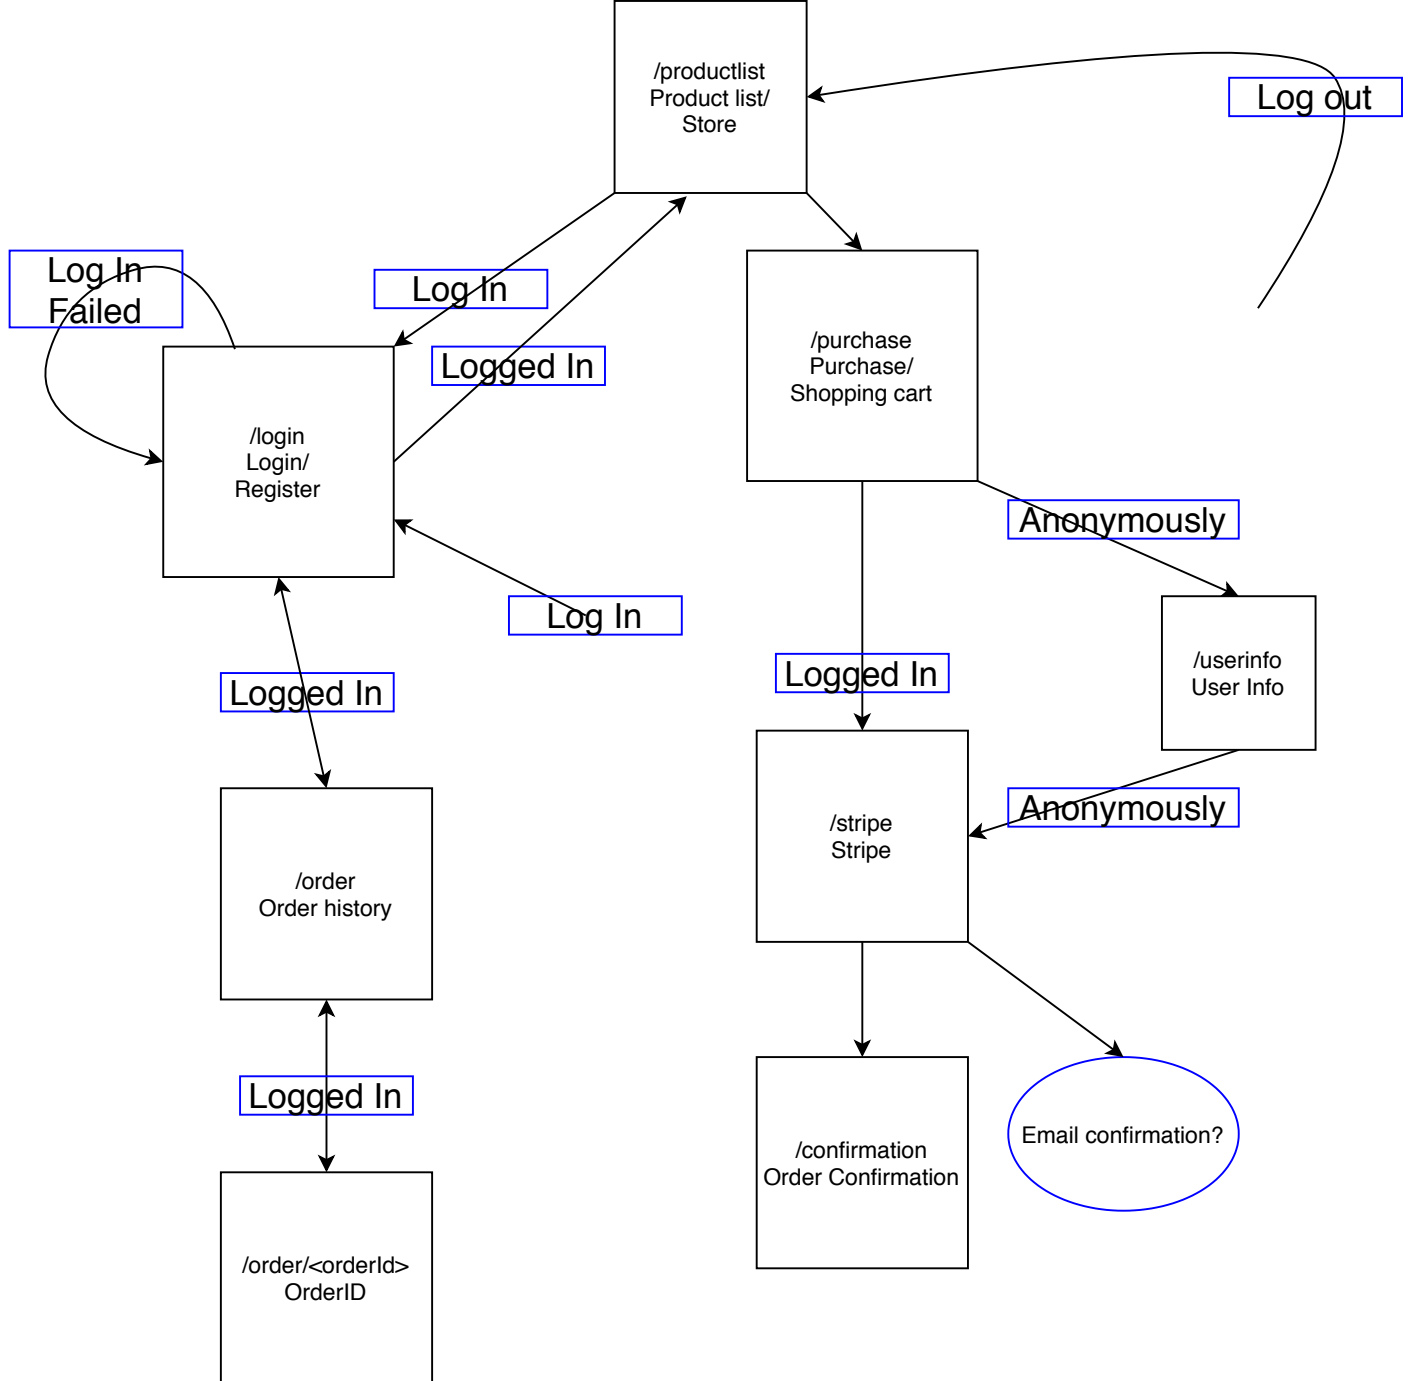 /productlist
Product list/
Store
Log out
Log In
Failed
Log In
Logged In
/purchase
Purchase/
Shopping cart
/login
Login/
Register
Anonymously
Log In
Logged In
/userinfo
User Info
Logged In
Anonymously
/stripe
Stripe
/order
Order history
Logged In
/confirmation
Order Confirmation
Email confirmation?
/order/<orderId>
OrderID